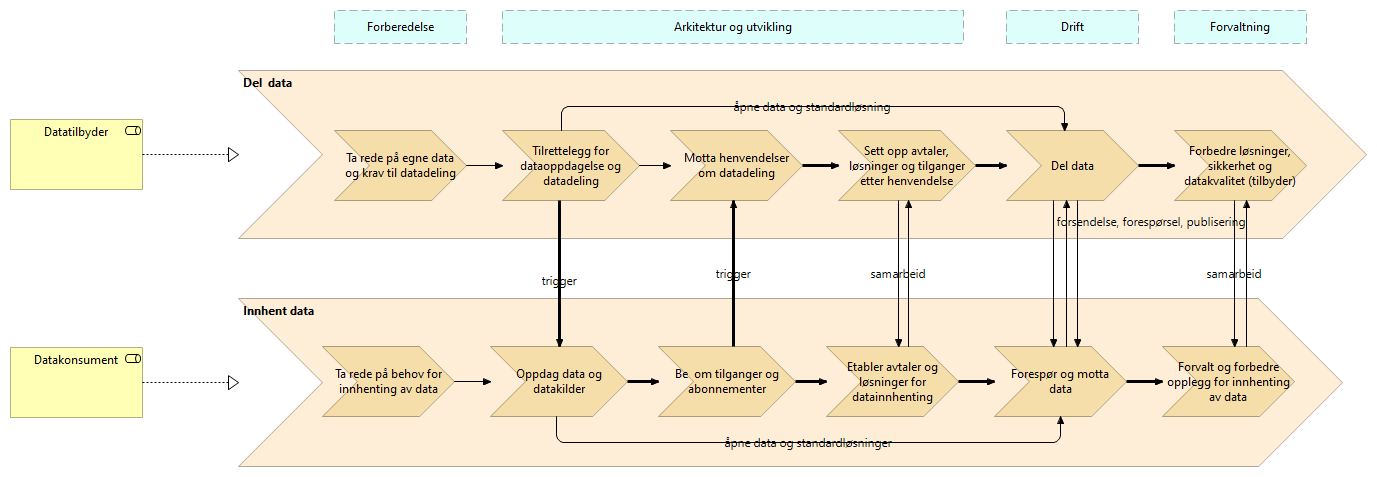 Forberedelse
Arkitektur og utvikling
Drift
Forvaltning
Del data
Datatilbyder
åpne data og standardløsning
Ta rede på egne data
og krav til datadeling
Tilrettelegg for
dataoppdagelse og
datadeling
Motta henvendelser
om datadeling
Sett opp avtaler,
løsninger og tilganger
etter henvendelse
Del data
Forbedre løsninger,
sikkerhet og
datakvalitet (tilbyder)
forsendelse, forespørsel, publisering
trigger
trigger
samarbeid
samarbeid
Innhent data
Datakonsument
Ta rede på behov for
innhenting av data
Oppdag data og
datakilder
Be. om tilganger og
abonnementer
Etabler avtaler og
løsninger for
datainnhenting
Forespør og motta
data
Forvalt og forbedre
opplegg for innhenting
av data
åpne data og standardløsninger